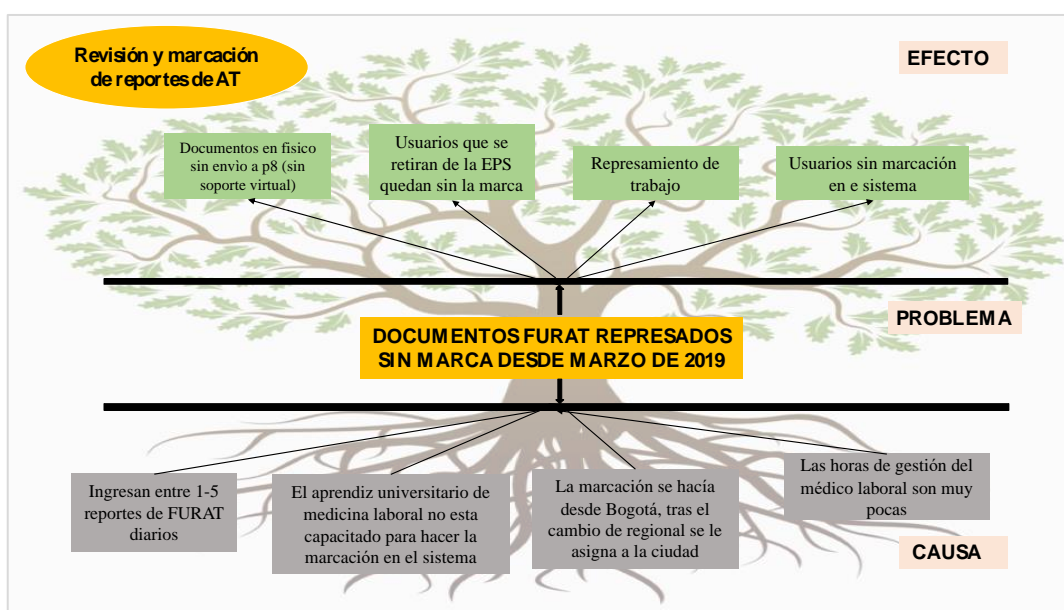 Revisión y marcación
de reportes de AT
EFECTO
Documentos en fisico
sin envìo a p8 (sin
soporte virtual)
Usuarios que se
retiran de la EPS
quedan sin la marca
Represamiento de
trabajo
Usuarios sin marcación
en e sistema
PROBLEMA
DOCUMENTOS FURAT REPRESADOS
SIN MARCA DESDE MARZO DE 2019
Ingresan entre 1-5
reportes de FURAT
diarios
El aprendiz universitario de
medicina laboral no esta
capacitado para hacer la
marcación en el sistema
La marcación se hacía
desde Bogotá, tras el
cambio de regional se le
asigna a la ciudad
Las horas de gestión del
médico laboral son muy
pocas
CAUSA